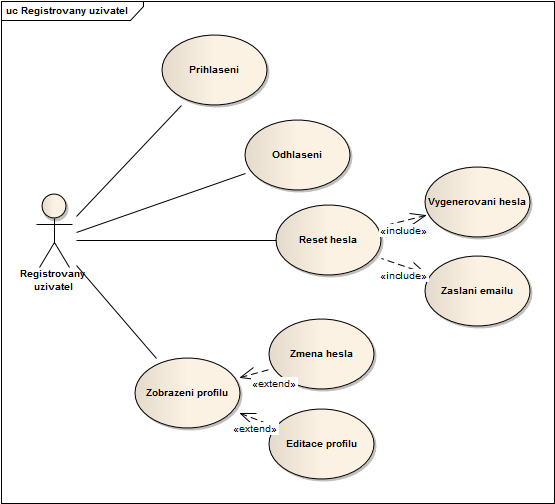 uc Registrovany uzivatel
Prihlaseni
Odhlaseni
Vygenerovani hesla
«include»
Reset hesla
Registrovany
uzivatel
«include»
Zaslani emailu
Zmena hesla
«extend»
Zobrazeni profilu
«extend»
Editace profilu